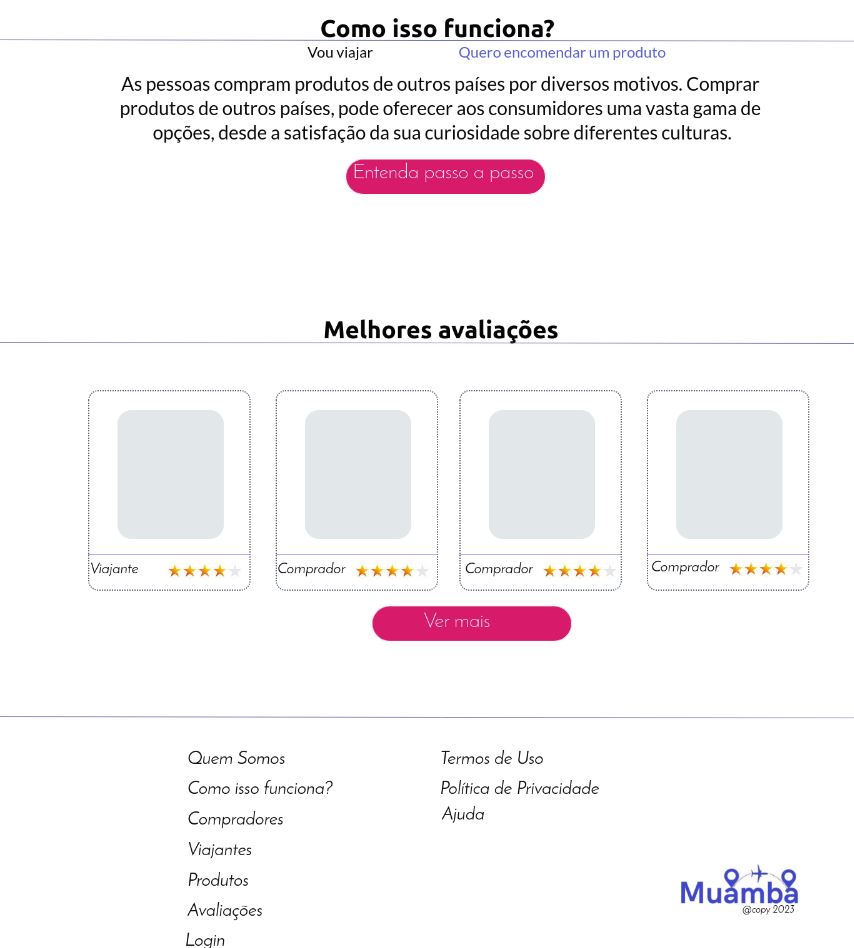 Como isso funciona?
Vou viajar
Quero encomendar um produto
As pessoas compram produtos de outros países por diversos motivos. Comprar
produtos de outros países, pode oferecer aos consumidores uma vasta gama de
opções, desde a satisfação da sua curiosidade sobre diferentes culturas.
Entenda passo a passo
Melhores avaliações
Viajante
Comprador
Comprador
Comprador
Ver mais
Quem Somos
Como isso funciona?
Compradores
Viajantes
Produtos
Avaliações
Login
Termos de Uso
Política de Privacidade
Ajuda
Muamba
@copy 2023